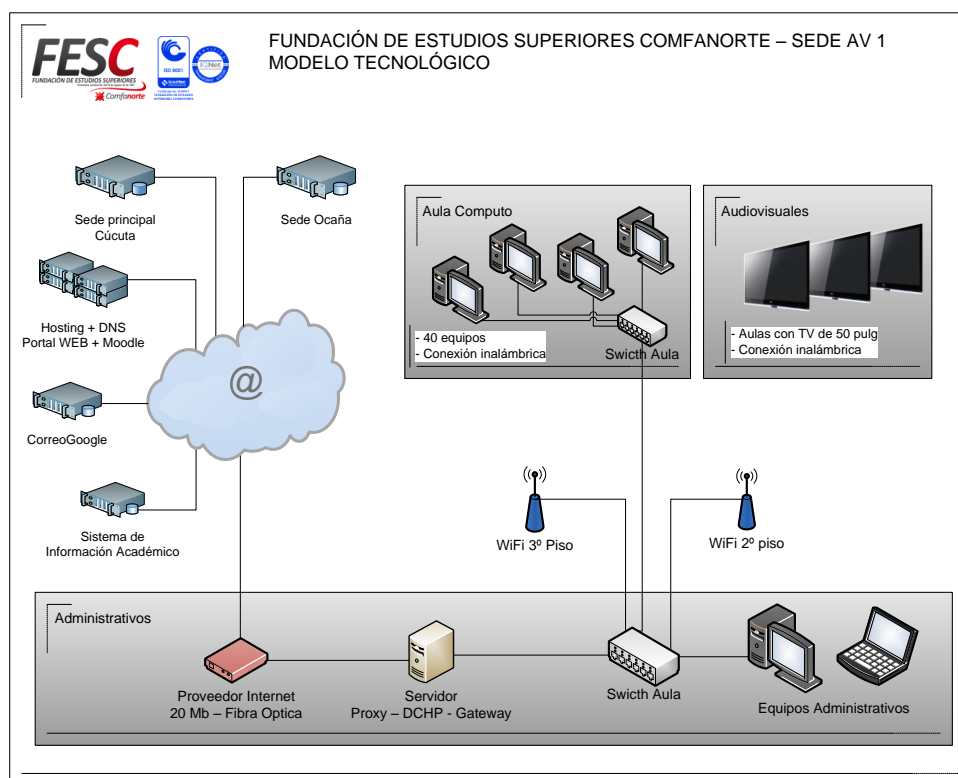 FESC
FUNDACIÓN DE ESTUDIOS SUPERIORES
Comfanorte
ISO 9001
icontec
IQNet
FUNDACIÓN DE ESTUDIOS SUPERIORES COMFANORTE – SEDE AV 1
MODELO TECNOLÓGICO
Sede principal
Cúcuta
Sede Ocaña
Hosting + DNS
Portal WEB + Moodle
CorreoGoogle
Sistema de
Información Académico
@
Aula Computo
- 40 equipos
- Conexión inalámbrica
Swicth Aula
Audiovisuales
- Aulas con TV de 50 pulg
- Conexión inalámbrica
WiFi 3º Piso
WiFi 2º piso
Administrativos
Proveedor Internet
20 Mb – Fibra Optica
Servidor
Proxy – DCHP - Gateway
Swicth Aula
Equipos Administrativos